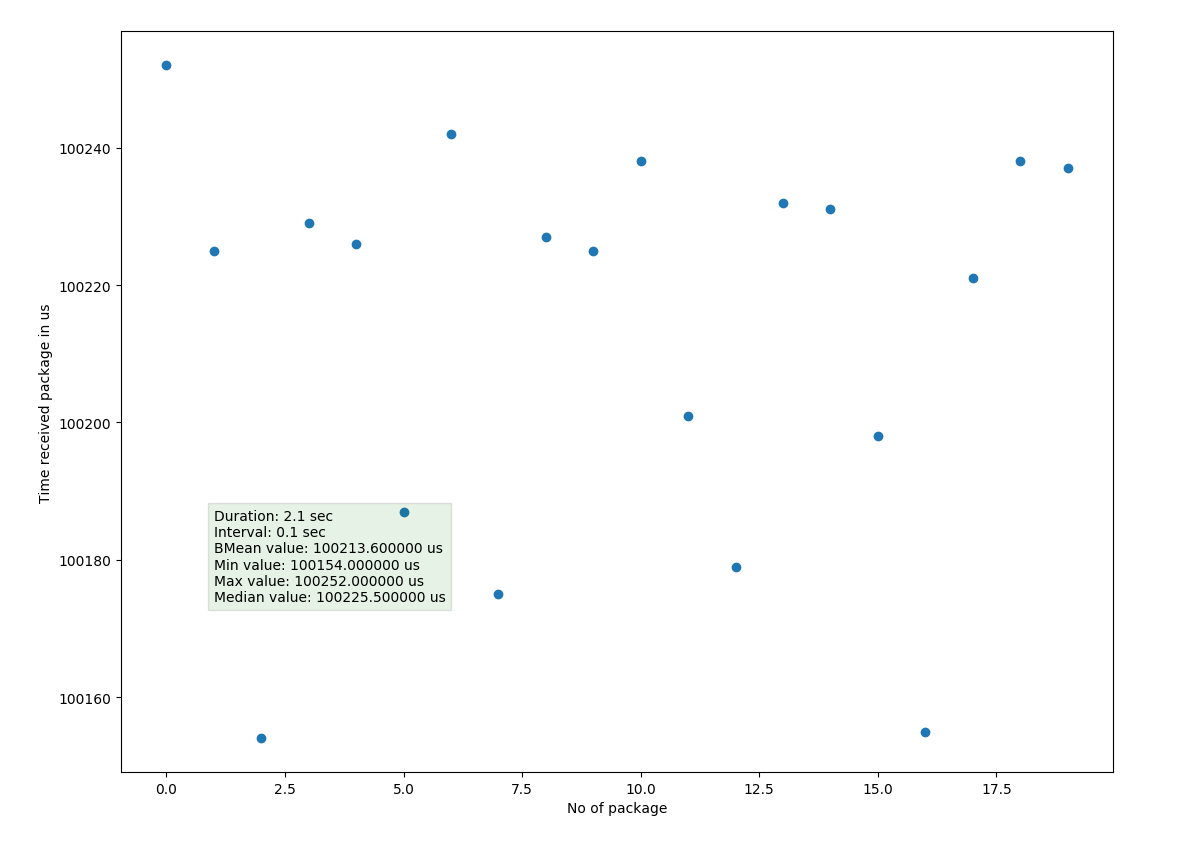 100240
100220
100200
100180
100160
Time received package in us
Duration: 2.1 sec
Interval: 0.1 sec
BMean value: 100213.600000 us
Min value: 100154.000000 us
Max value: 100252.000000 us
Median value: 100225.500000 us
0.0 2.5 5.0 7.5 10.0 12.5 15.0 17.5
No of package